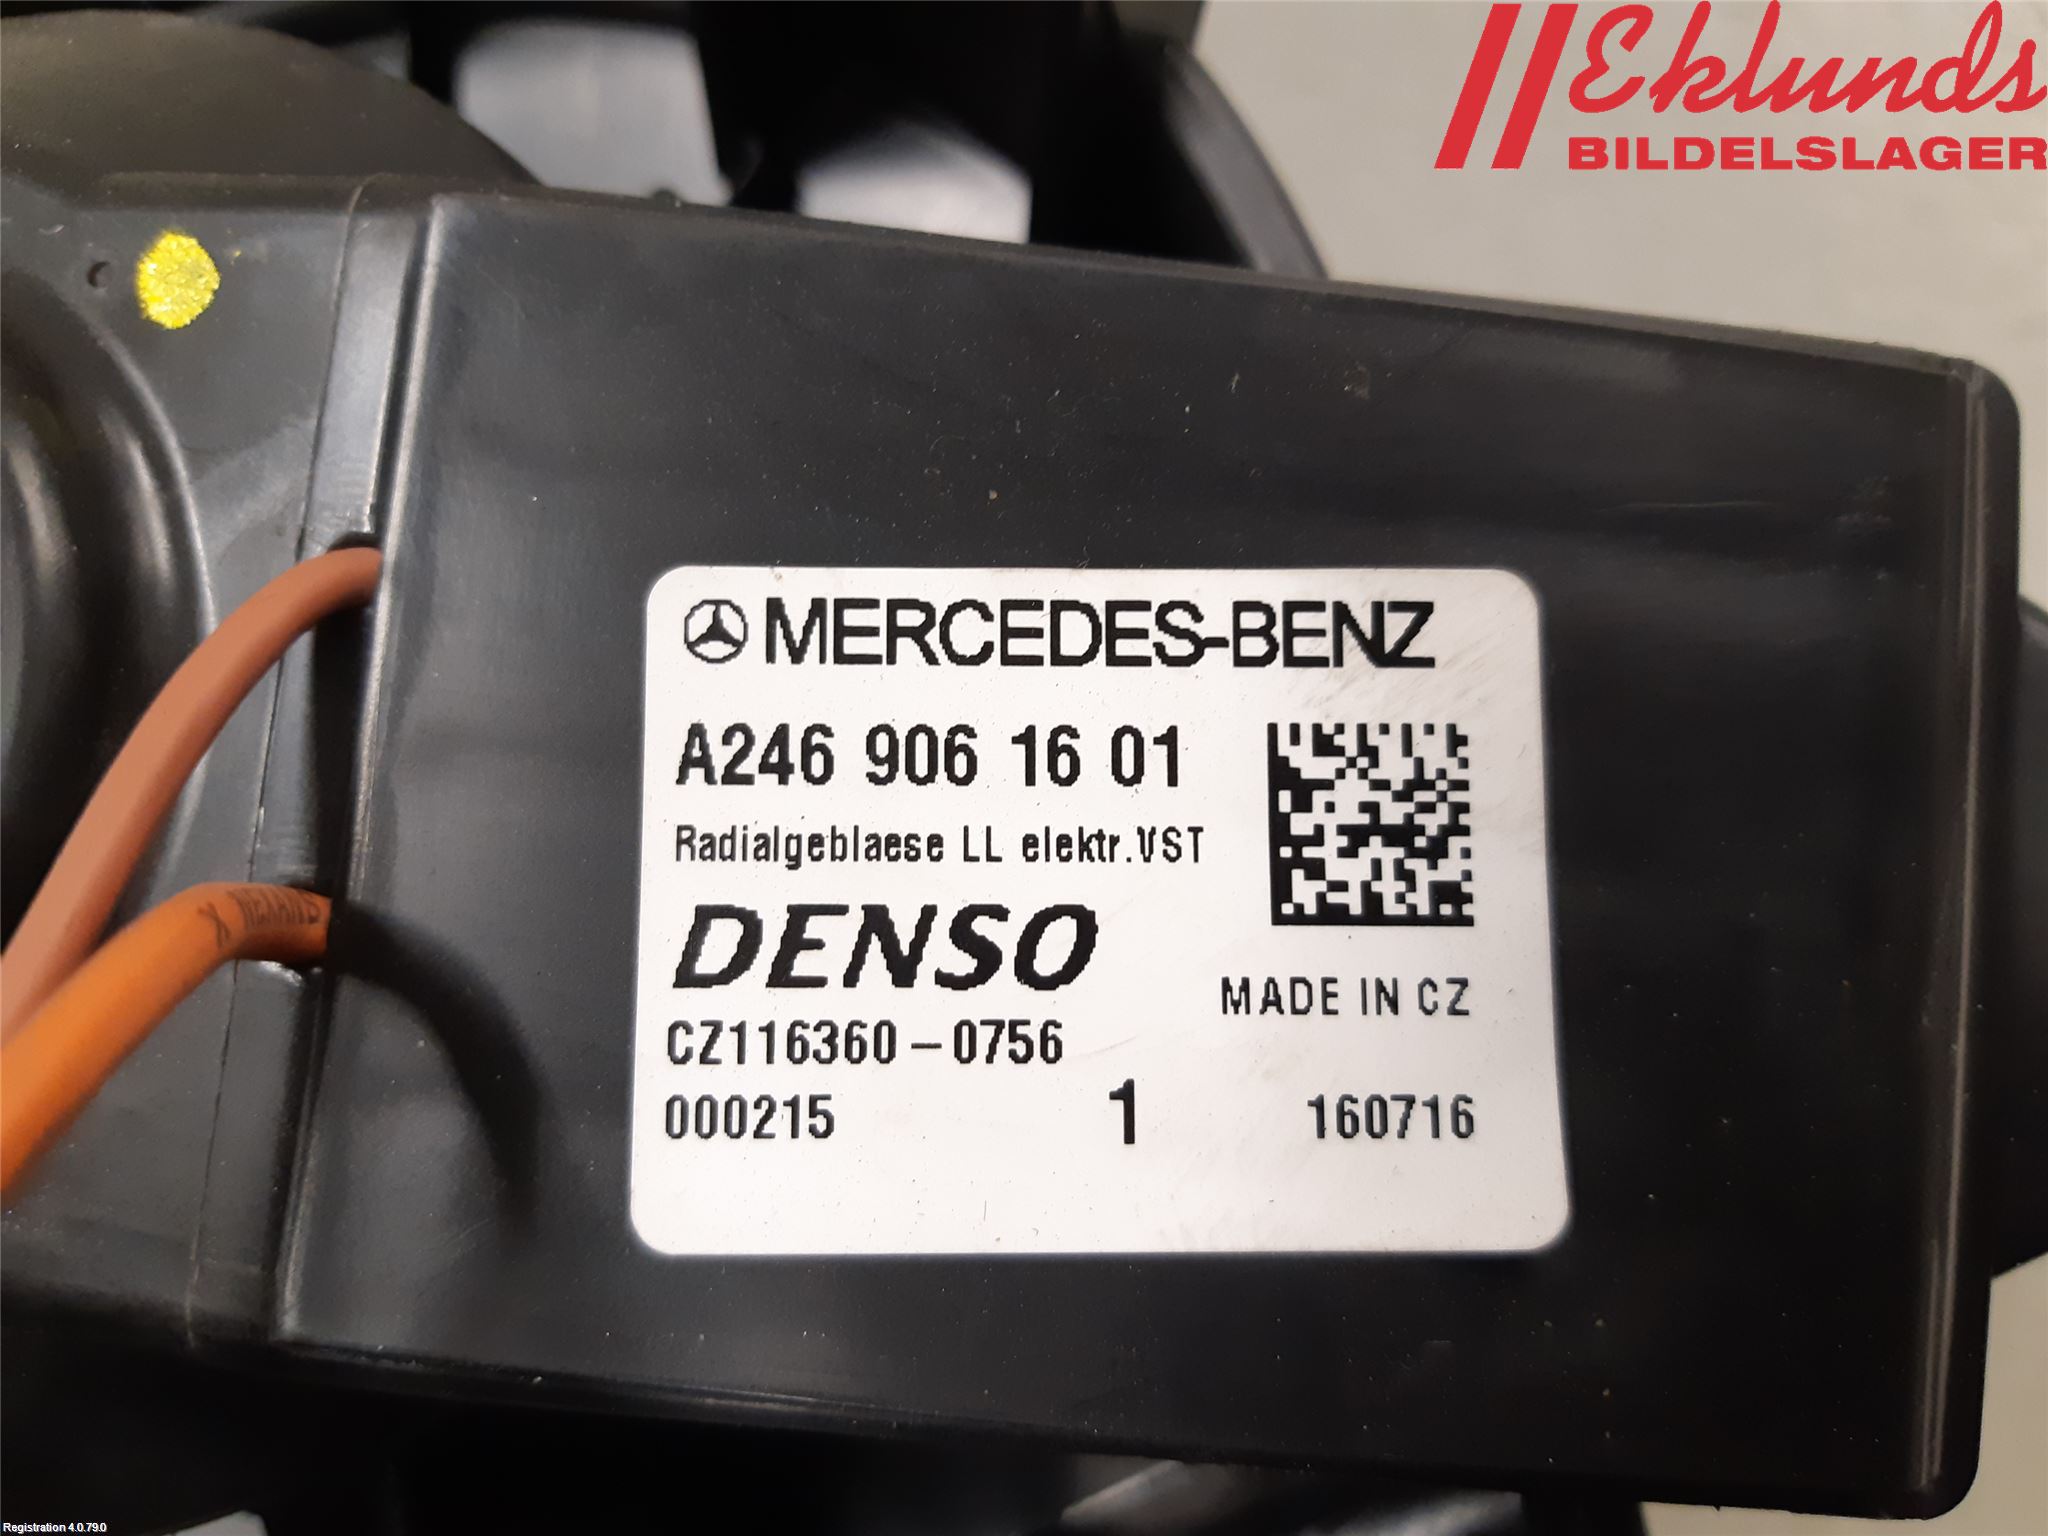 Eklunds
BILDELSLAGER
MERCEDES-BENZ
A246 906 16 01
Radialgeblaese LL elektr.VST
DENSO
MADE IN CZ
CZ116360-0756
000215 1 160716
X NEXANS
Registration 4.0.79.0